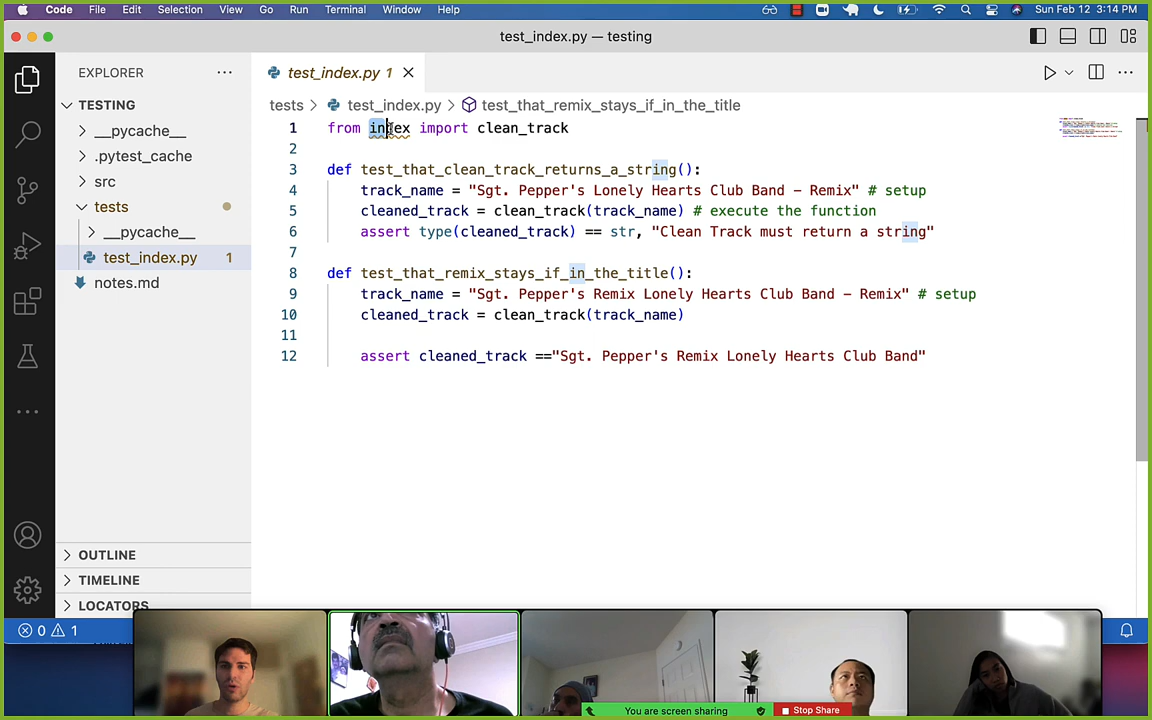 Code File Edit Selection View Go Run Terminal Window Help Sun Feb 12 3:14 PM
test_index.py — testing
EXPLORER
test_index.py 1
TESTING
tests > test_index.py > test_that_remix_stays_if_in_the_title
__pycache__
.pytest_cache
src
tests
__pycache__
test_index.py 1
notes.md
1 from index import clean_track
2
3 def test_that_clean_track_returns_a_string():
4 track_name = "Sgt. Pepper's Lonely Hearts Club Band – Remix" # setup
5 cleaned_track = clean_track(track_name) # execute the function
6 assert type(cleaned_track) == str, "Clean Track must return a string"
7
8 def test_that_remix_stays_if_in_the_title():
9 track_name = "Sgt. Pepper's Remix Lonely Hearts Club Band – Remix" # setup
10 cleaned_track = clean_track(track_name)
11
12 assert cleaned_track =="Sgt. Pepper's Remix Lonely Hearts Club Band"
OUTLINE
TIMELINE
LOCATORS
0 1
You are screen sharing Stop Share